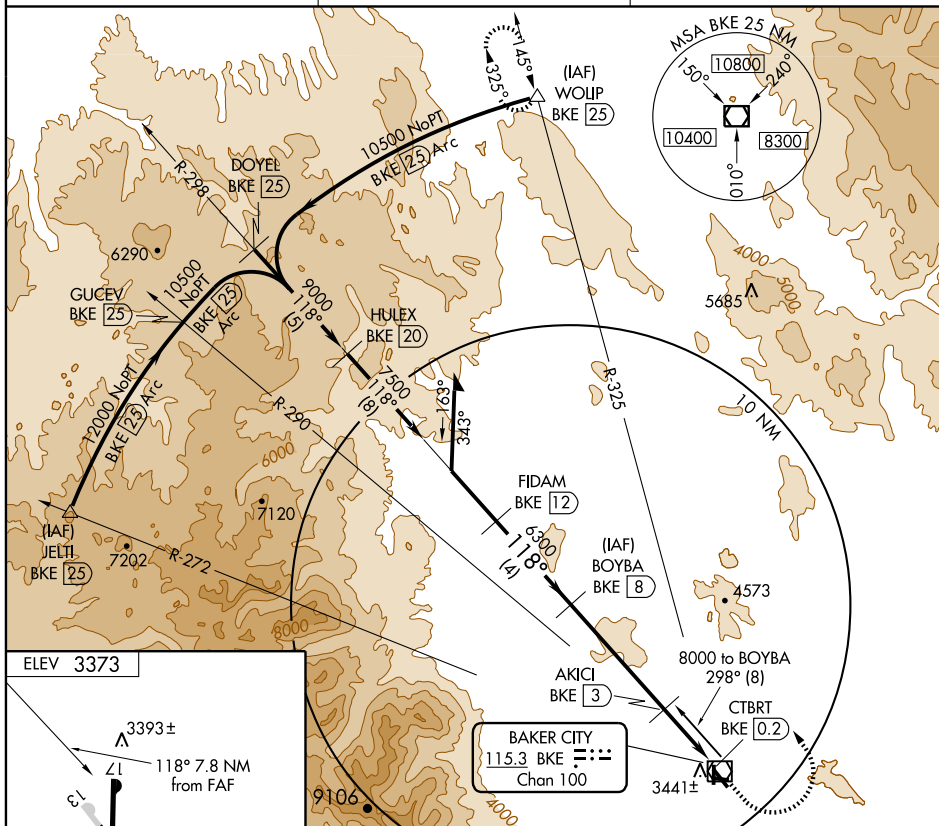 MSA BKE 25 NM
10800
150°
240°
10400
8300
010°
145°
325°
(IAF)
WOLIP
BKE 25
10500 NoPT
BKE 25 Arc
R-298
DOYEL
BKE 25
6290
GUCEV
BKE 25
10500
NoPT
BKE 25
Arc
9000
118°
(5)
HULEX
BKE 20
7500
118°
(8)
4000
5000
5685
12000 NoPT
BKE 25 Arc
R-290
R-325
10 NM
163°
343°
6000
7120
FIDAM
BKE 12
6300
118°
(4)
(IAF)
BOYBA
BKE 8
(IAF)
JELTI
BKE 25
7202
R-272
8000
4573
8000 to BOYBA
298° (8)
AKICI
BKE 3
CTBRT
BKE 0.2
BAKER CITY
115.3 BKE
Chan 100
3441±
9106
4000
ELEV 3373
3393±
118° 7.8 NM
from FAF
17
13